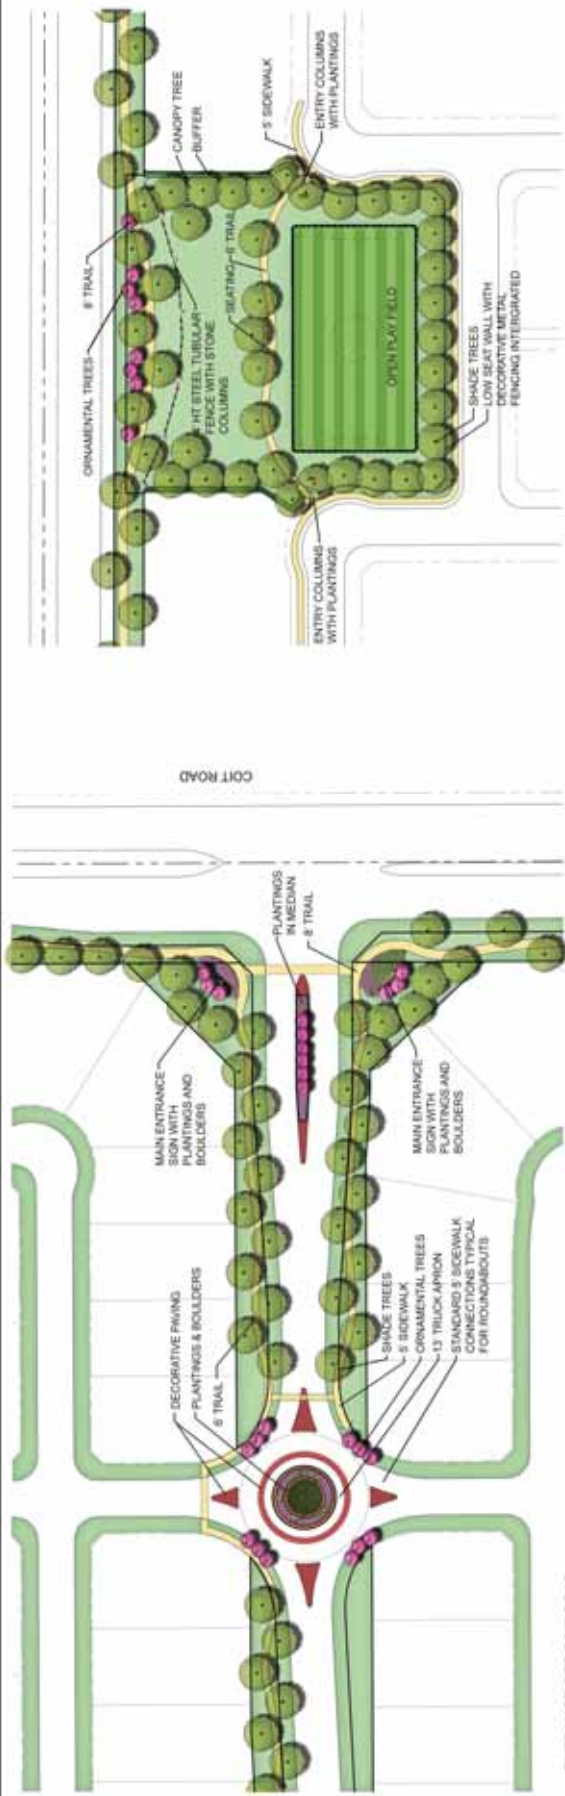 ORNAMENTAL TREES
8' TRAIL
CANOPY TREE
BUFFER
5' SIDEWALK
ENTRY COLUMNS
WITH PLANTINGS
HT STEEL TUBULAR
FENCE WITH STONE
COLUMNS
SEATING
6' TRAIL
OPEN PLAY FIELD
ENTRY COLUMNS
WITH PLANTINGS
SHADE TREES
LOW SEAT WALL WITH
DECORATIVE METAL
FENCING INTERGRATED
COIT ROAD
MAIN ENTRANCE
SIGN WITH
PLANTINGS AND
BOULDERS
PLANTINGS
IN MEDIAN
8' TRAIL
DECORATIVE PAVING
PLANTINGS & BOULDERS
6' TRAIL
MAIN ENTRANCE
SIGN WITH
PLANTINGS AND
BOULDERS
SHADE TREES
5' SIDEWALK
ORNAMENTAL TREES
13' TRUCK APRON
STANDARD 5' SIDEWALK
CONNECTIONS TYPICAL
FOR ROUNDABOUTS